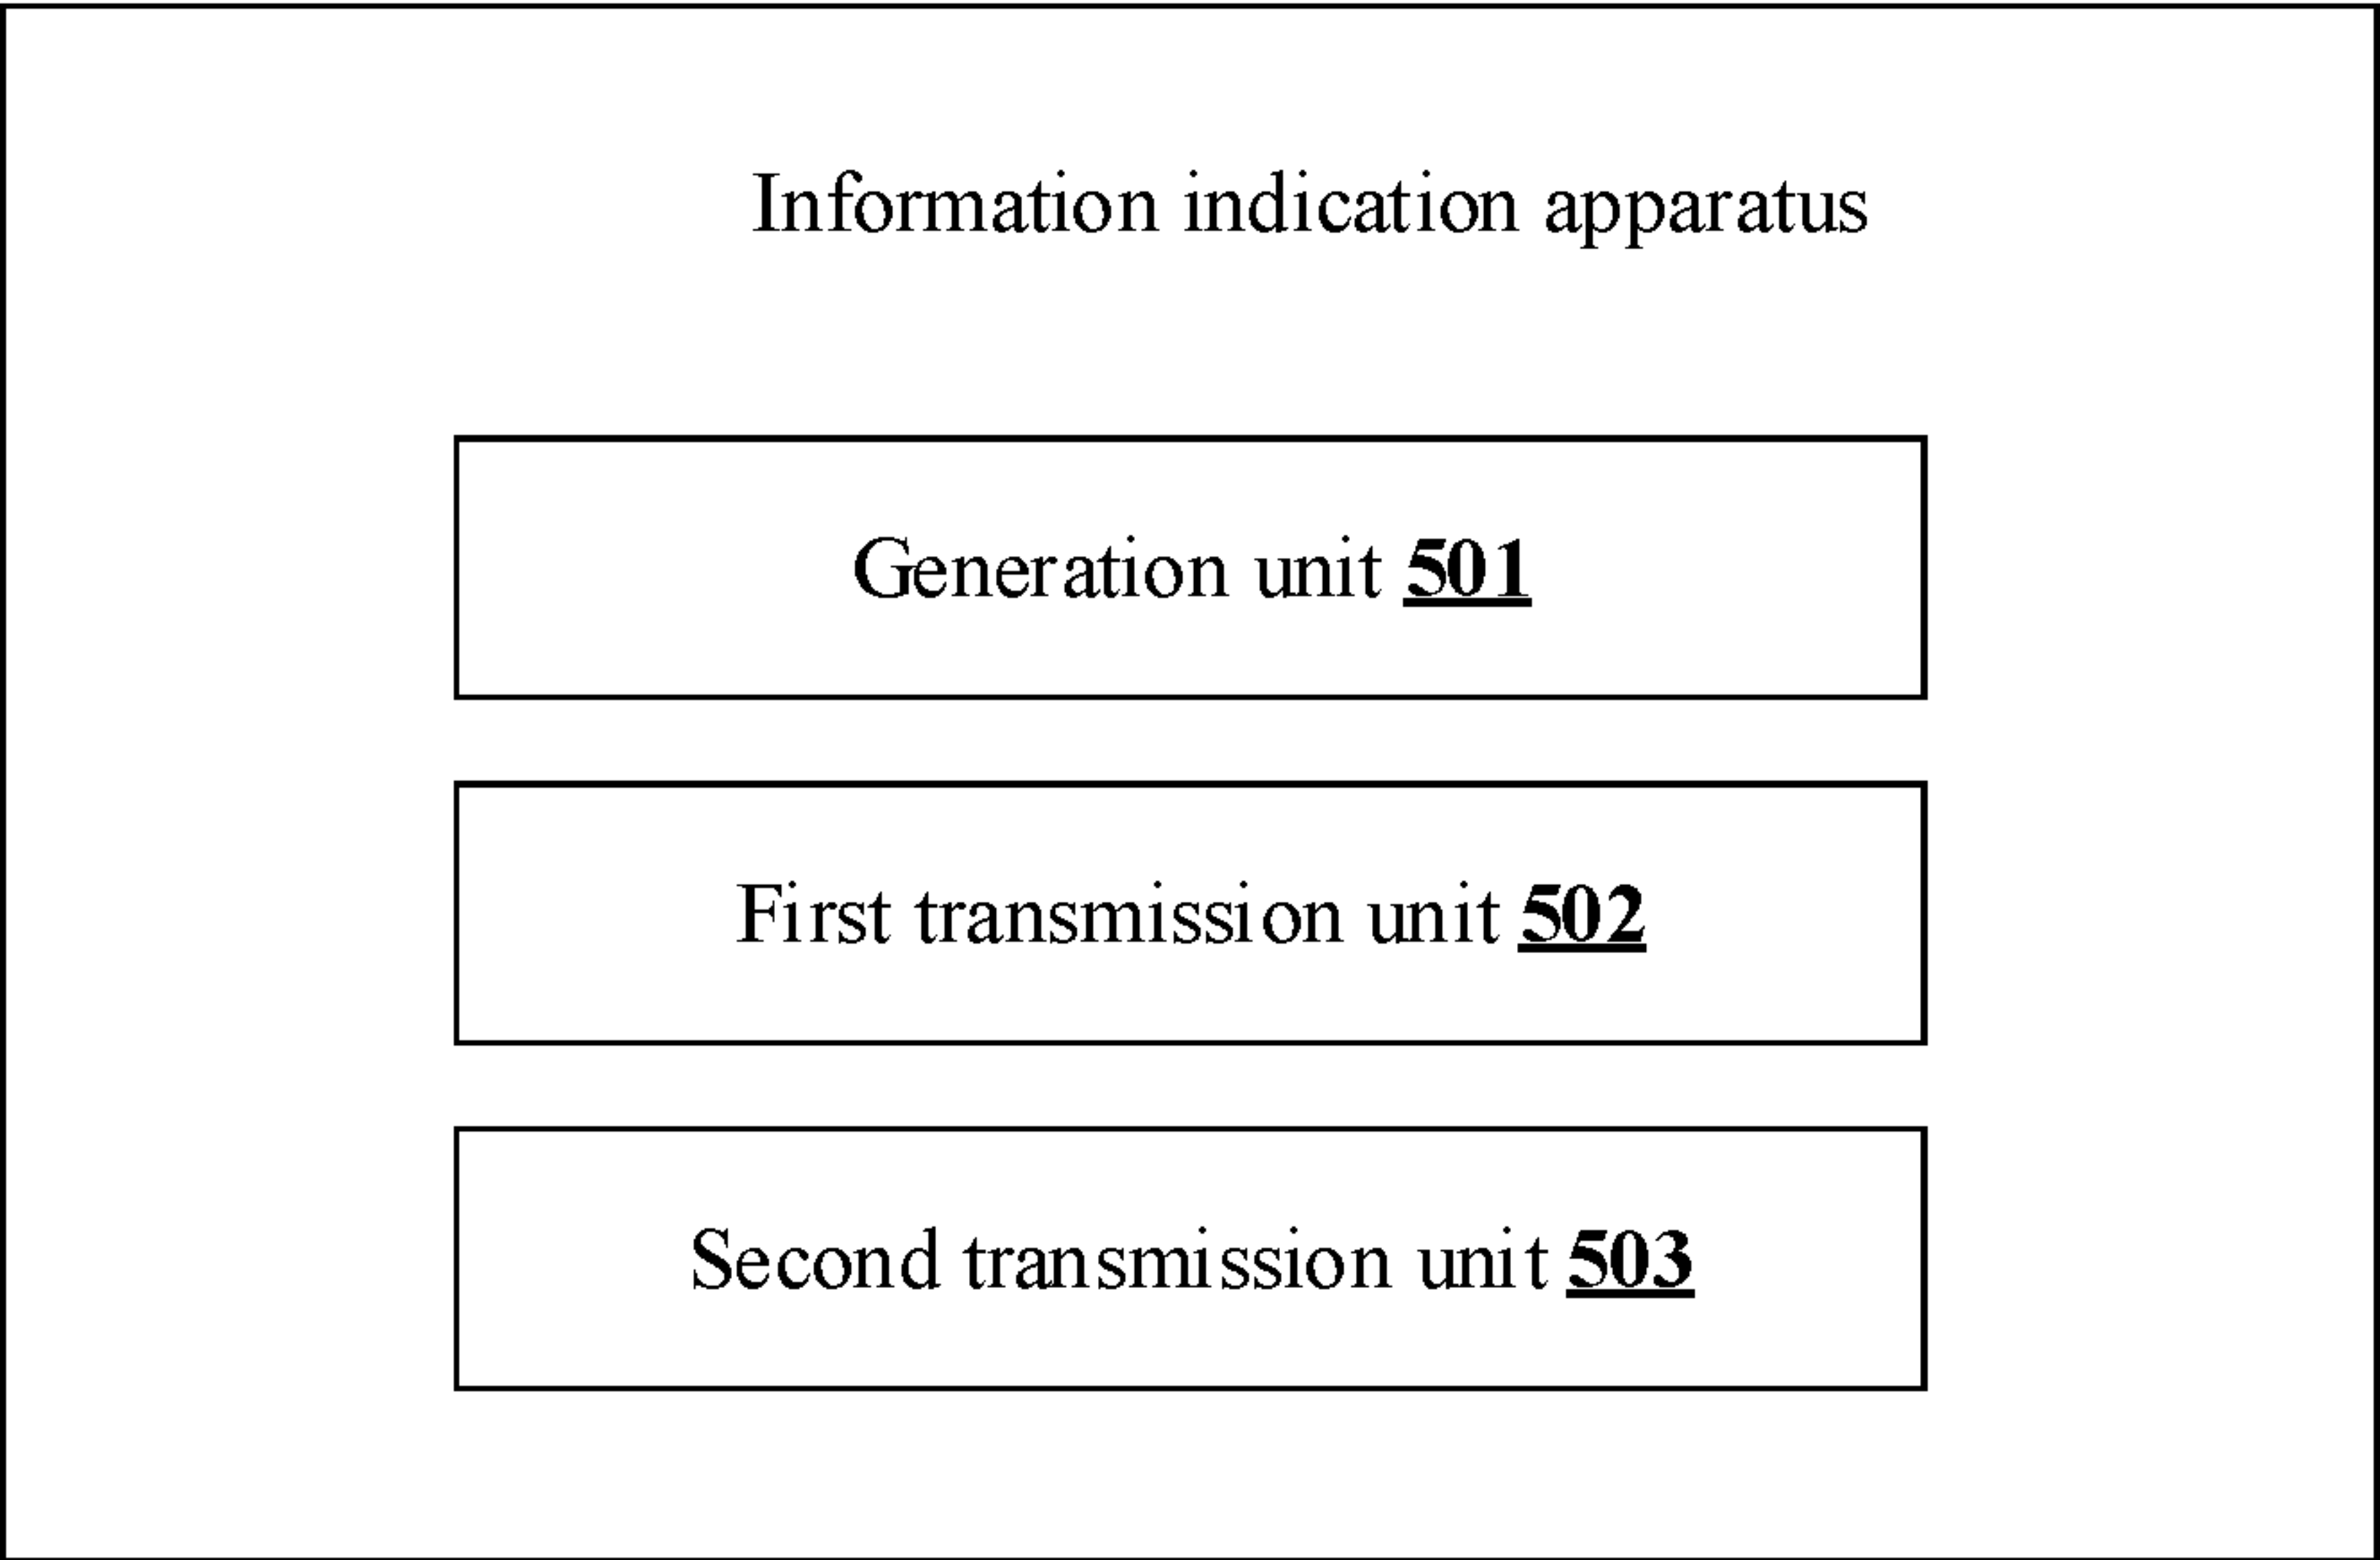 Information indication apparatus
Generation unit 501
First transmission unit 502
Second transmission unit 503